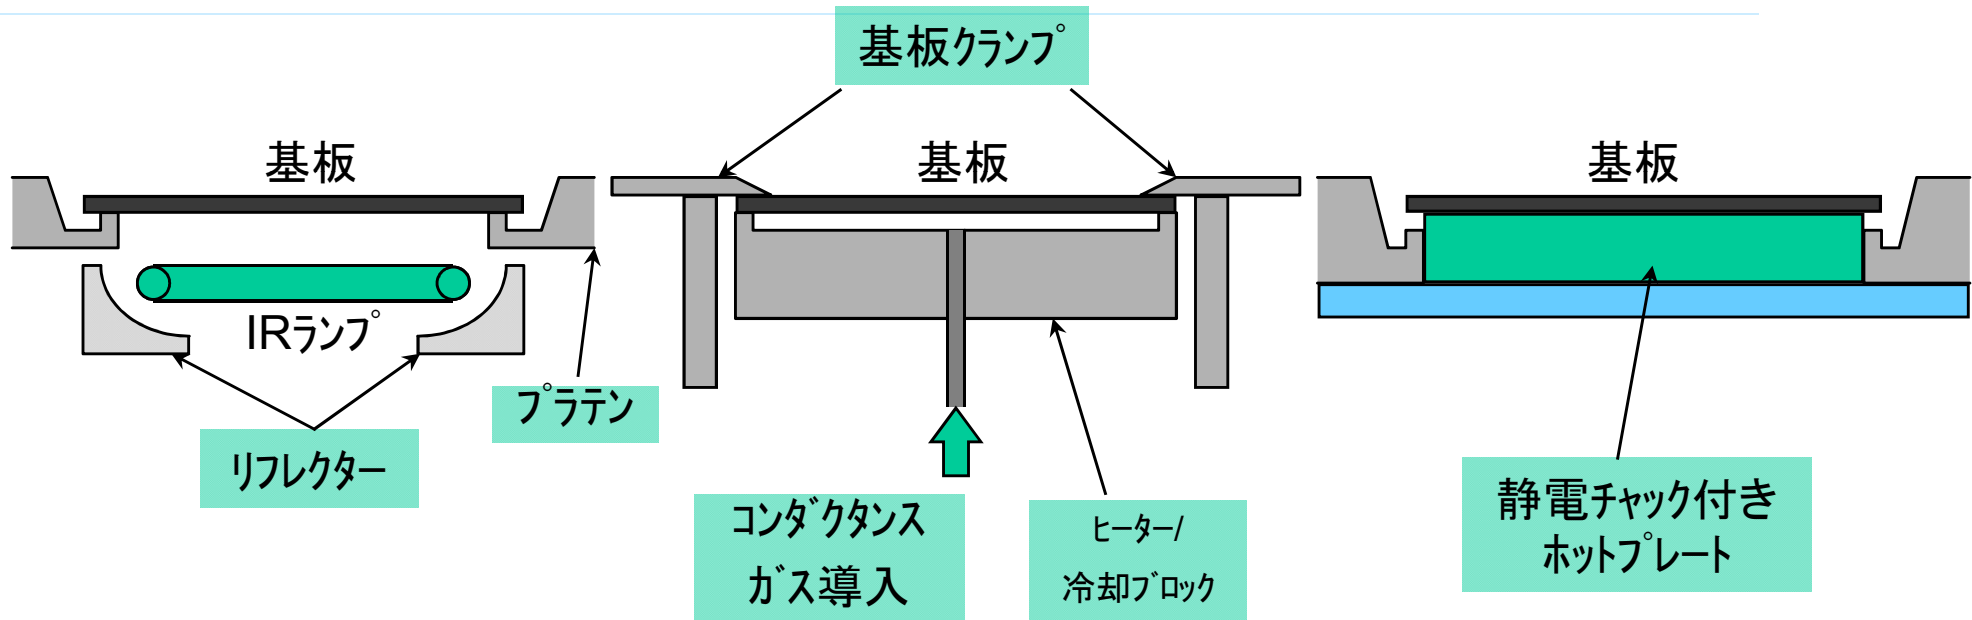 基板クランプ
基板
基板
基板
IRランプ
プラテン
リフレクター
コンダクタンス
ガス導入
ヒーター/
冷却ブロック
静電チャック付き
ホットプレート